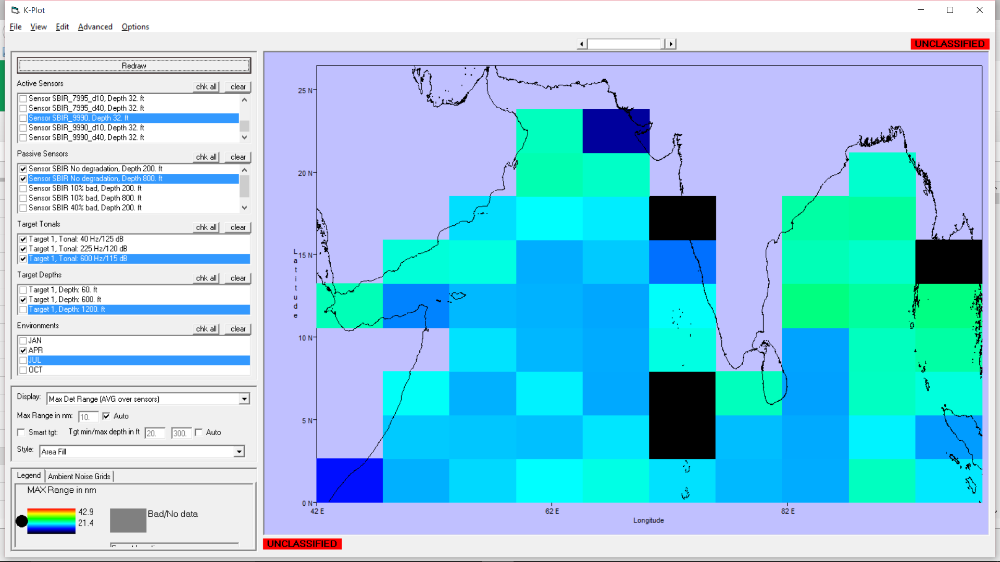 K-Plot
File View Edit Advanced Options
UNCLASSIFIED
Redraw
Active Sensors chk all clear
Sensor SBIR_7995_d10, Depth 32. ft
Sensor SBIR_7995_d40, Depth 32. ft
Sensor SBIR_9990, Depth 32. ft
Sensor SBIR_9990_d10, Depth 32. ft
Sensor SBIR_9990_d40, Depth 32. ft
Passive Sensors chk all clear
Sensor SBIR No degradation, Depth 200. ft
Sensor SBIR No degradation, Depth 800. ft
Sensor SBIR 10% bad, Depth 200. ft
Sensor SBIR 10% bad, Depth 800. ft
Sensor SBIR 40% bad, Depth 200. ft
Target Tonals chk all clear
Target 1, Tonal: 40 Hz/125 dB
Target 1, Tonal: 225 Hz/120 dB
Target 1, Tonal: 600 Hz/115 dB
Target Depths chk all clear
Target 1, Depth: 60. ft
Target 1, Depth: 600. ft
Target 1, Depth: 1200. ft
Environments chk all clear
JAN
APR
JUL
OCT
Display: Max Det Range (AVG over sensors)
Max Range in nm: 10. Auto
Smart tgt: Tgt min/max depth in ft 20. 300. Auto
Style: Area Fill
Legend Ambient Noise Grids
MAX Range in nm
42.9
21.4
Bad/No data
25 N
20 N
15 N
10 N
5 N
0 N
Latitude
42 E 62 E 82 E
Longitude
UNCLASSIFIED